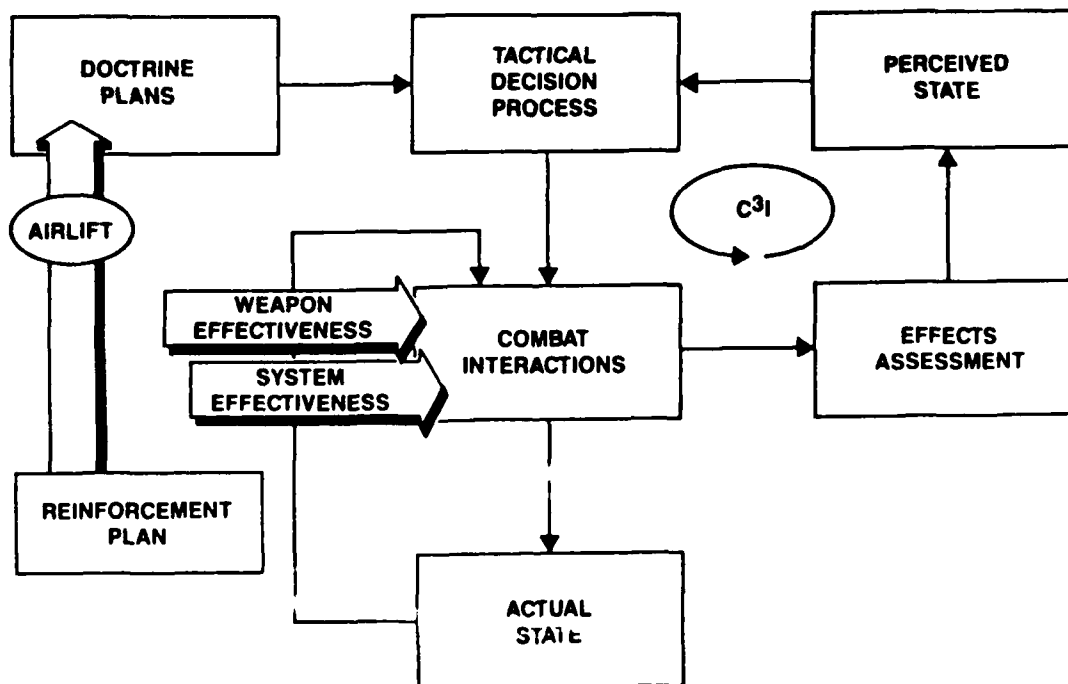 DOCTRINE
PLANS
TACTICAL
DECISION
PROCESS
PERCEIVED
STATE
AIRLIFT
C³I
WEAPON
EFFECTIVENESS
SYSTEM
EFFECTIVENESS
COMBAT
INTERACTIONS
EFFECTS
ASSESSMENT
REINFORCEMENT
PLAN
ACTUAL
STATE